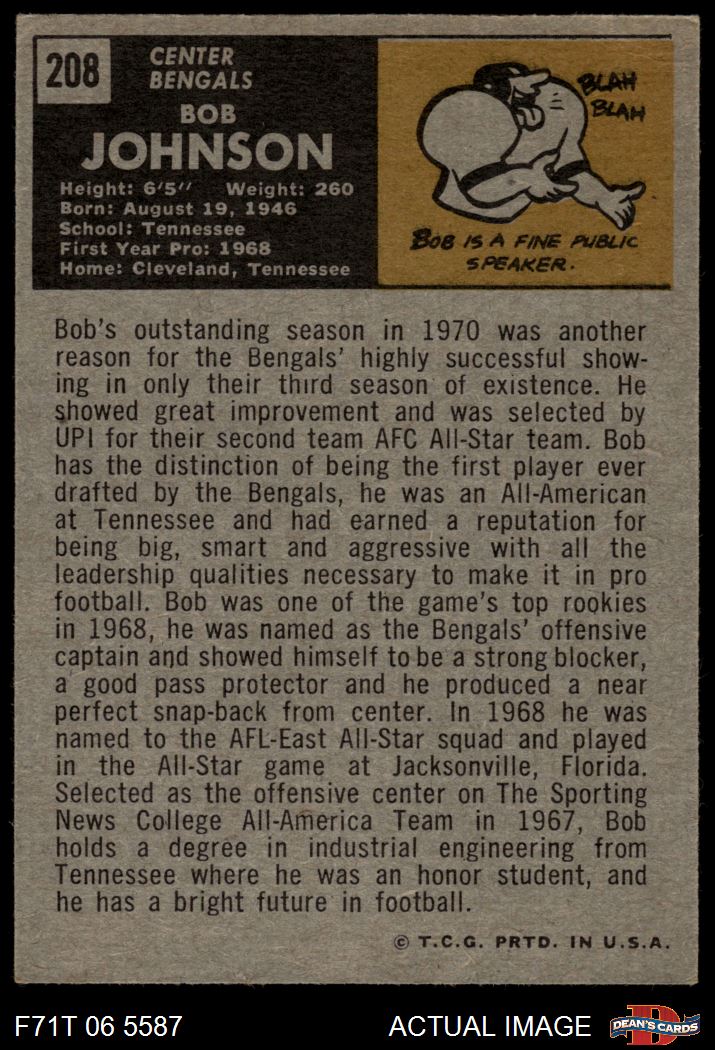 208
CENTER
BENGALS
BOB
JOHNSON
Height: 6'5" Weight: 260
Born: August 19, 1946
School: Tennessee
First Year Pro: 1968
Home: Cleveland, Tennessee
BLAH
BLAH
BOB IS A FINE PUBLIC
SPEAKER.
Bob's outstanding season in 1970 was another
reason for the Bengals' highly successful show-
ing in only their third season of existence. He
showed great improvement and was selected by
UPI for their second team AFC All-Star team. Bob
has the distinction of being the first player ever
drafted by the Bengals, he was an All-American
at Tennessee and had earned a reputation for
being big, smart and aggressive with all the
leadership qualities necessary to make it in pro
football. Bob was one of the game's top rookies
in 1968, he was named as the Bengals' offensive
captain and showed himself to be a strong blocker,
a good pass protector and he produced a near
perfect snap-back from center. In 1968 he was
named to the AFL-East All-Star squad and played
in the All-Star game at Jacksonville, Florida.
Selected as the offensive center on The Sporting
News College All-America Team in 1967, Bob
holds a degree in industrial engineering from
Tennessee where he was an honor student, and
he has a bright future in football.
© T.C.G. PRTD. IN U.S.A.
F71T 06 5587
ACTUAL IMAGE
D
DEAN'S CARDS